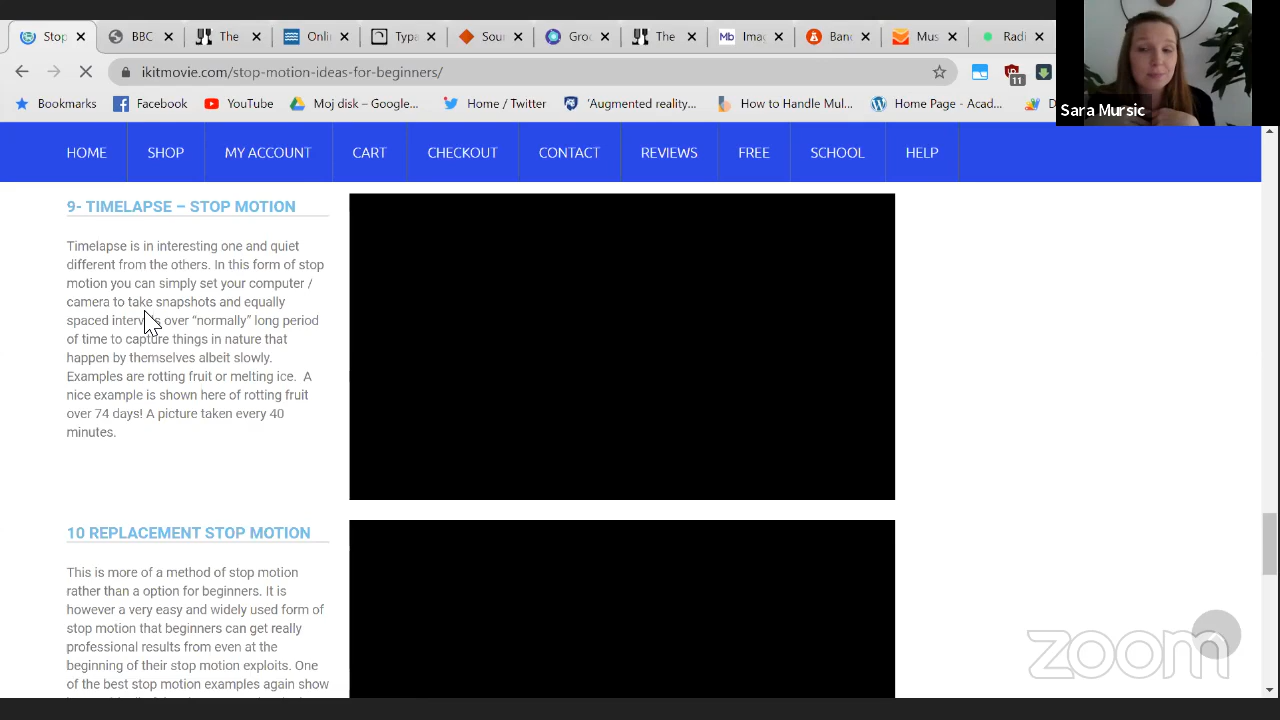 Stop
BBC
The
Onli
Typa
Sou
Groo
The
Imag
Band
Mus
Radi
ikitmovie.com/stop-motion-ideas-for-beginners/
11
Bookmarks
Facebook
YouTube
Moj disk – Google...
Home / Twitter
'Augmented reality...
How to Handle Mul...
Home Page - Acad...
Sara Mursic
HOME
SHOP
MY ACCOUNT
CART
CHECKOUT
CONTACT
REVIEWS
FREE
SCHOOL
HELP
9- TIMELAPSE – STOP MOTION
Timelapse is in interesting one and quiet
different from the others. In this form of stop
motion you can simply set your computer /
camera to take snapshots and equally
spaced intervals over “normally” long period
of time to capture things in nature that
happen by themselves albeit slowly.
Examples are rotting fruit or melting ice. A
nice example is shown here of rotting fruit
over 74 days! A picture taken every 40
minutes.
10 REPLACEMENT STOP MOTION
This is more of a method of stop motion
rather than a option for beginners. It is
however a very easy and widely used form of
stop motion that beginners can get really
professional results from even at the
beginning of their stop motion exploits. One
of the best stop motion examples again show
zoom